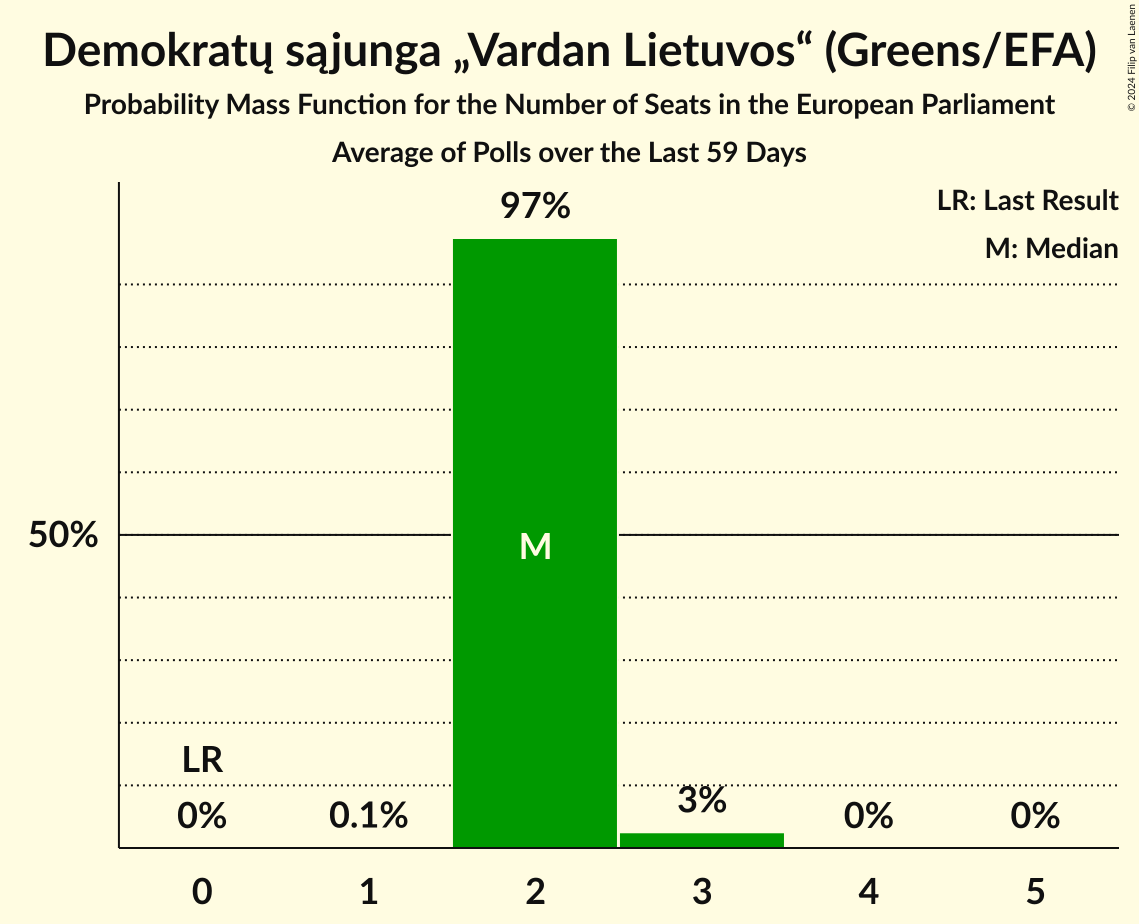 Demokratų sąjunga „Vardan Lietuvos“ (Greens/EFA)
Probability Mass Function for the Number of Seats in the European Parliament
Average of Polls over the Last 59 Days
© 2024 Filip van Laenen
LR: Last Result
M: Median
97%
50%
M
LR
0%
0.1%
3%
0%
0%
0
1
2
3
4
5